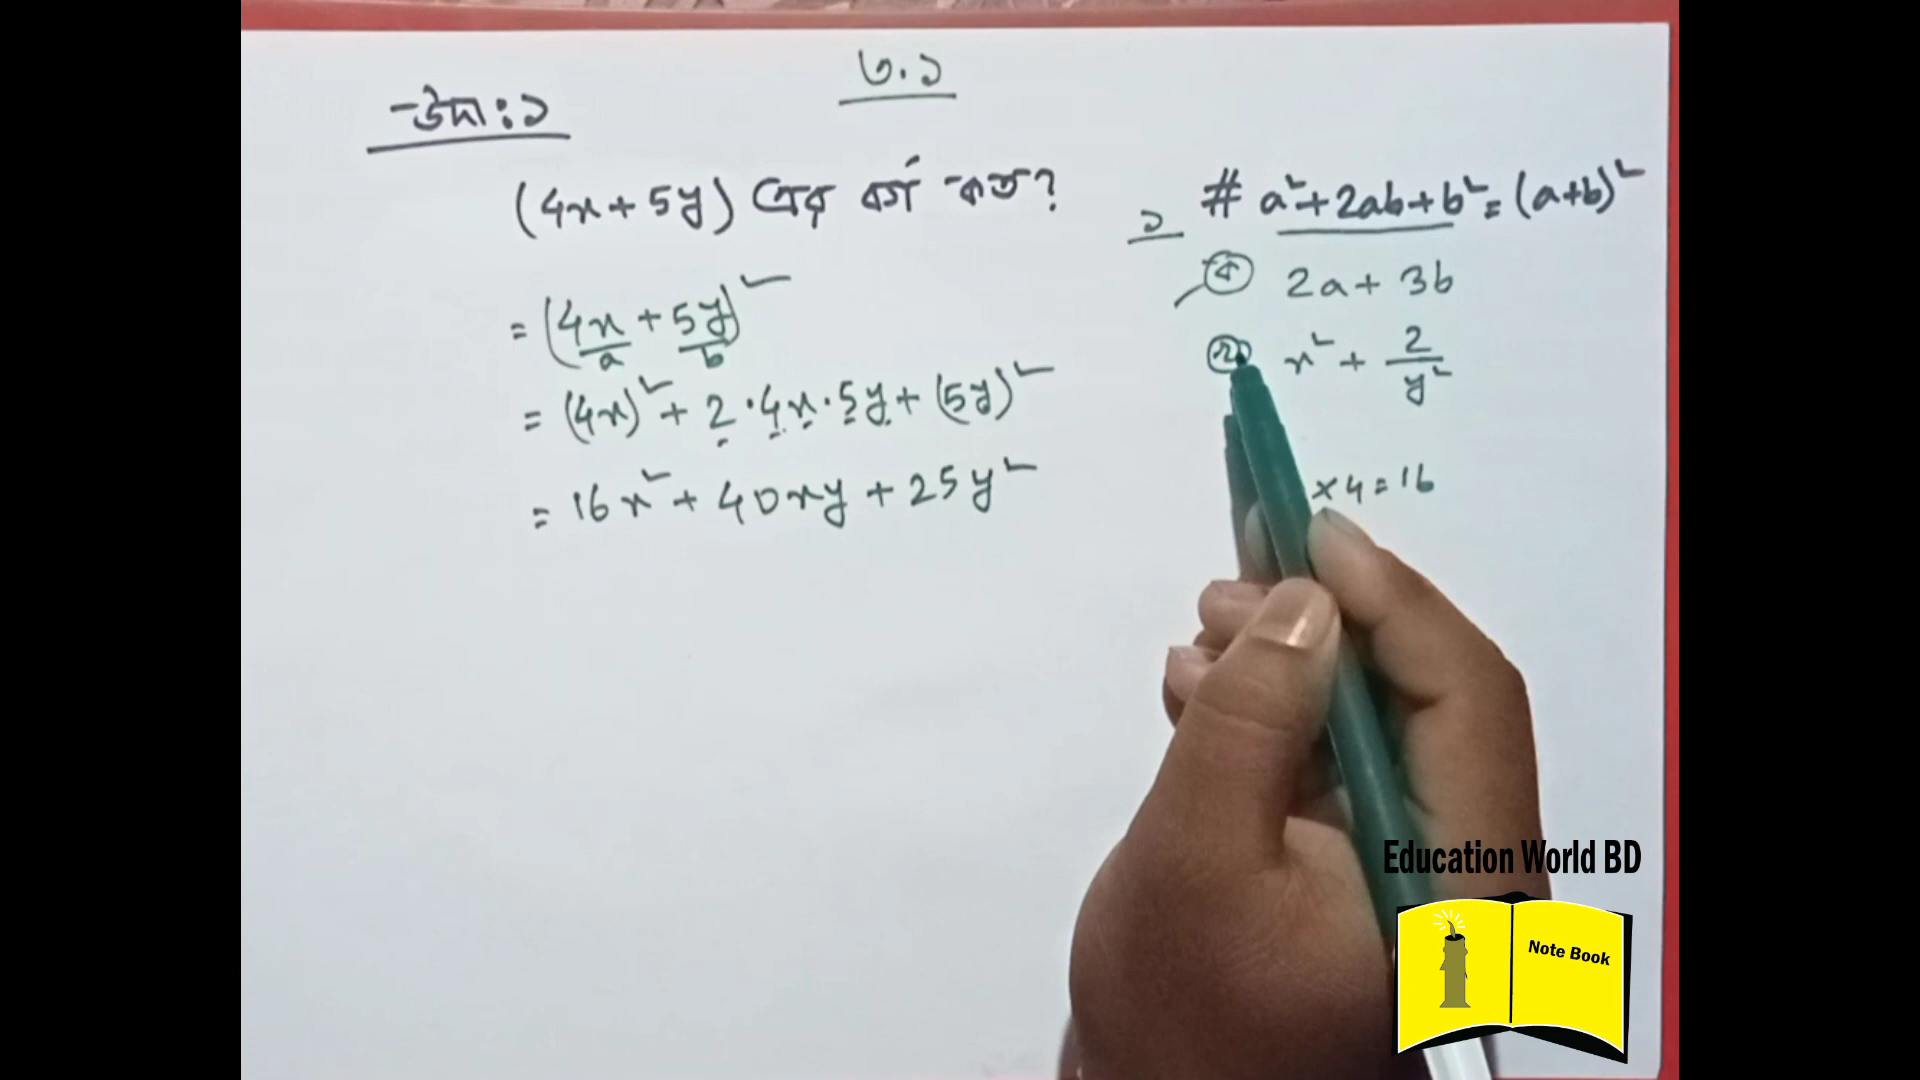 ৩.১
উদা:১
(4x + 5y) এর বর্গ কত?
= (4x + 5y)²
a b
= (4x)² + 2 · 4x · 5y + (5y)²
= 16x² + 40xy + 25y²
# a² + 2ab + b² = (a+b)²
১
ক 2a + 3b
খ x² + 2/y²
× 4 = 16
Education World BD
Note Book